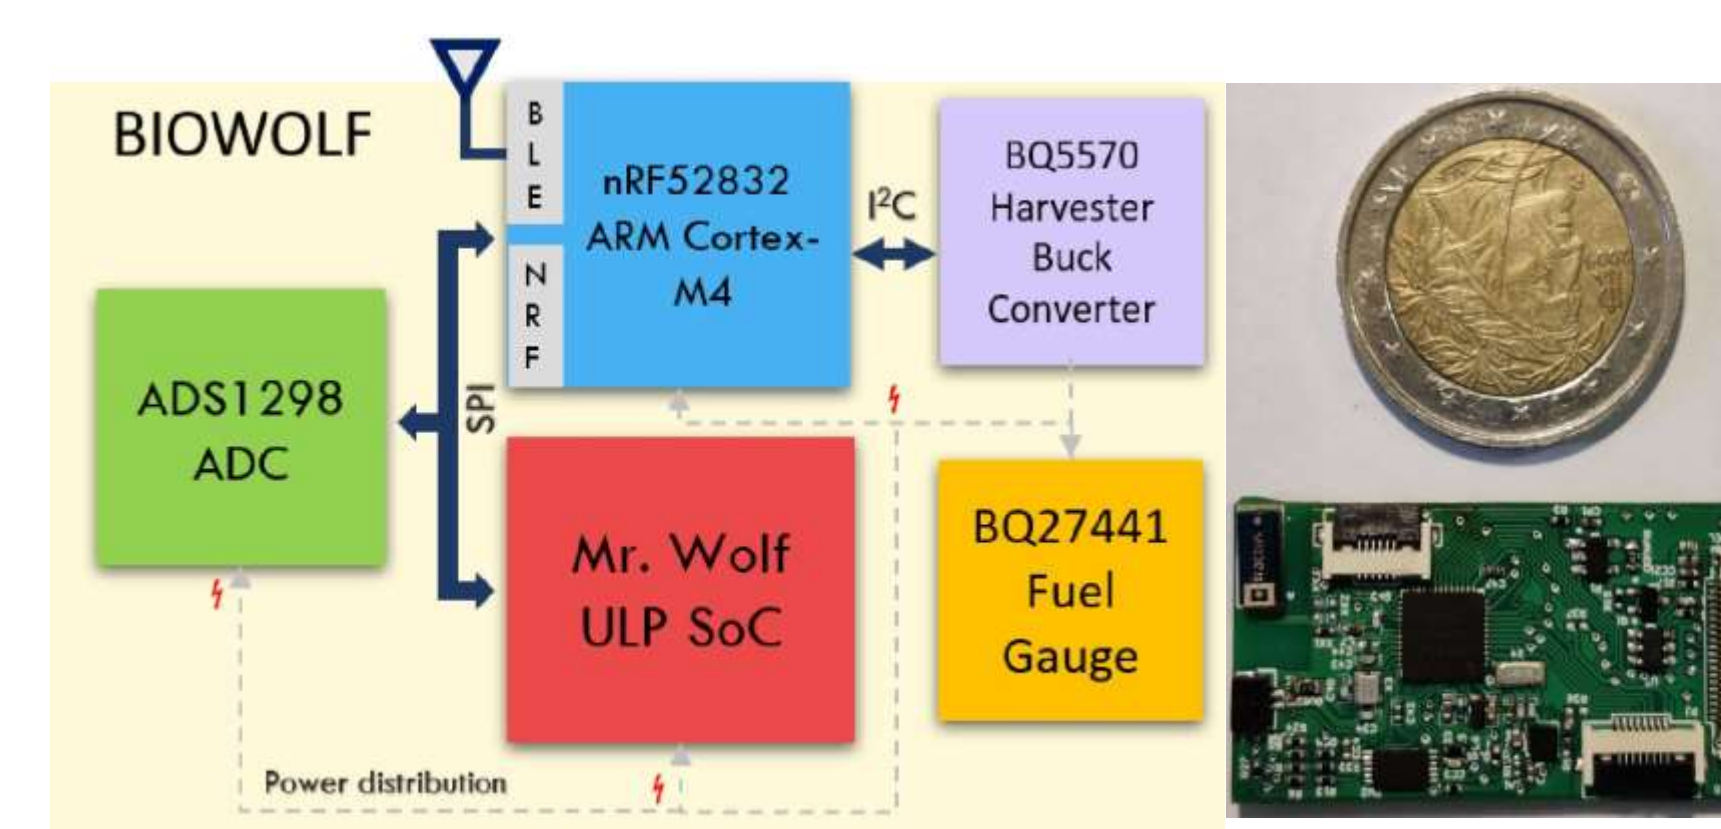 BIOWOLF
B
L
E
N
R
F
nRF52832
ARM Cortex-
M4
I²C
BQ5570
Harvester
Buck
Converter
ADS1298
ADC
SPI
Mr. Wolf
ULP SoC
BQ27441
Fuel
Gauge
Power distribution